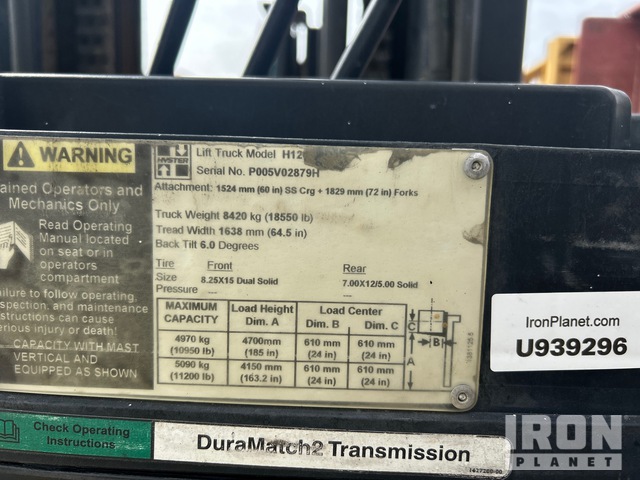 WARNING
ained Operators and
Mechanics Only
Read Operating
Manual located
on seat or in
operators
compartment
ailure to follow operating,
spection, and maintenance
structions could cause
erious injury or death!
CAPACITY WITH MAST
VERTICAL AND
EQUIPPED AS SHOWN
HYSTER
Lift Truck Model H12
Serial No. P005V02879H
Attachment: 1524 mm (60 in) SS Crg + 1829 mm (72 in) Forks
Truck Weight 8420 kg (18550 lb)
Tread Width 1638 mm (64.5 in)
Back Tilt 6.0 Degrees
Tire Front Rear
Size 8.25X15 Dual Solid 7.00X12/5.00 Solid
Pressure --- ---
MAXIMUM CAPACITY Load Height Dim. A Load Center Dim. B Dim. C
4970 kg (10950 lb) 4700mm (185 in) 610 mm (24 in) 610 mm (24 in)
5090 kg (11200 lb) 4150 mm (163.2 in) 610 mm (24 in) 610 mm (24 in)
C
B
A
IronPlanet.com
U939296
Check Operating
Instructions
DuraMatch2 Transmission
IRON
PLANET